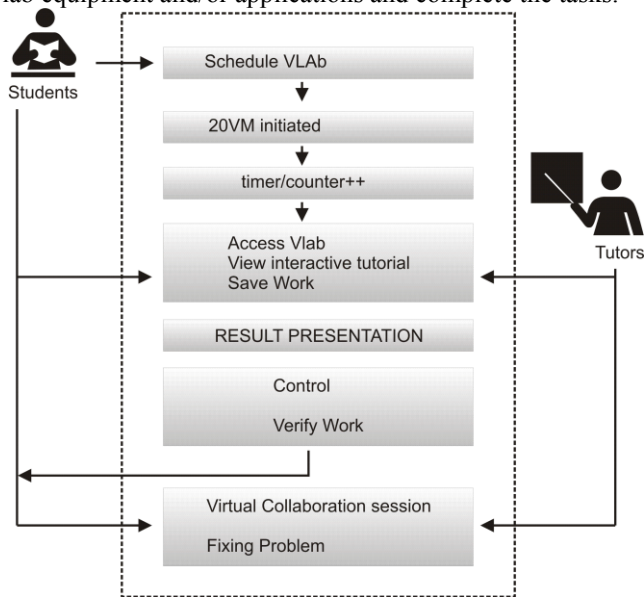 lab equipment and/or applications and complete the tasks.
Students
Schedule VLAb
20VM initiated
timer/counter++
Access Vlab
View interactive tutorial
Save Work
Tutors
RESULT PRESENTATION
Control
Verify Work
Virtual Collaboration session
Fixing Problem